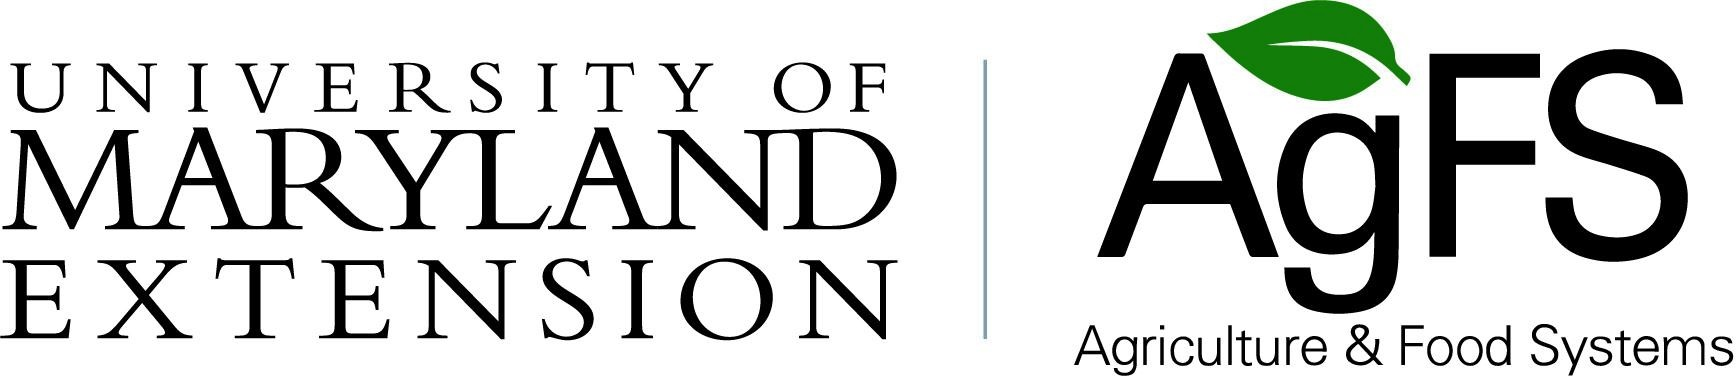 UNIVERSITY OF
MARYLAND
EXTENSION
AgFS
Agriculture & Food Systems